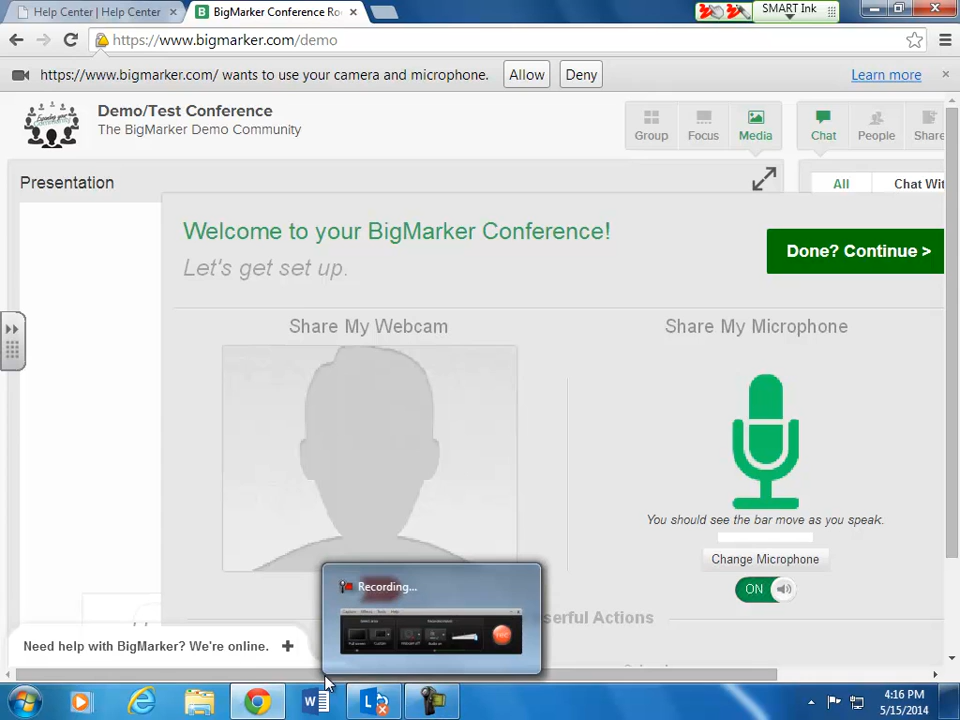 Help Center | Help Center
BigMarker Conference Ro
SMART Ink
https://www.bigmarker.com/demo
https://www.bigmarker.com/ wants to use your camera and microphone.
Allow
Deny
Learn more
Demo/Test Conference
The BigMarker Demo Community
Group
Focus
Media
Chat
People
Share
Presentation
All
Chat Wit
Welcome to your BigMarker Conference!
Let's get set up.
Done? Continue >
Share My Webcam
Share My Microphone
You should see the bar move as you speak.
Change Microphone
ON
Recording...
erful Actions
Need help with BigMarker? We're online.
4:16 PM
5/15/2014